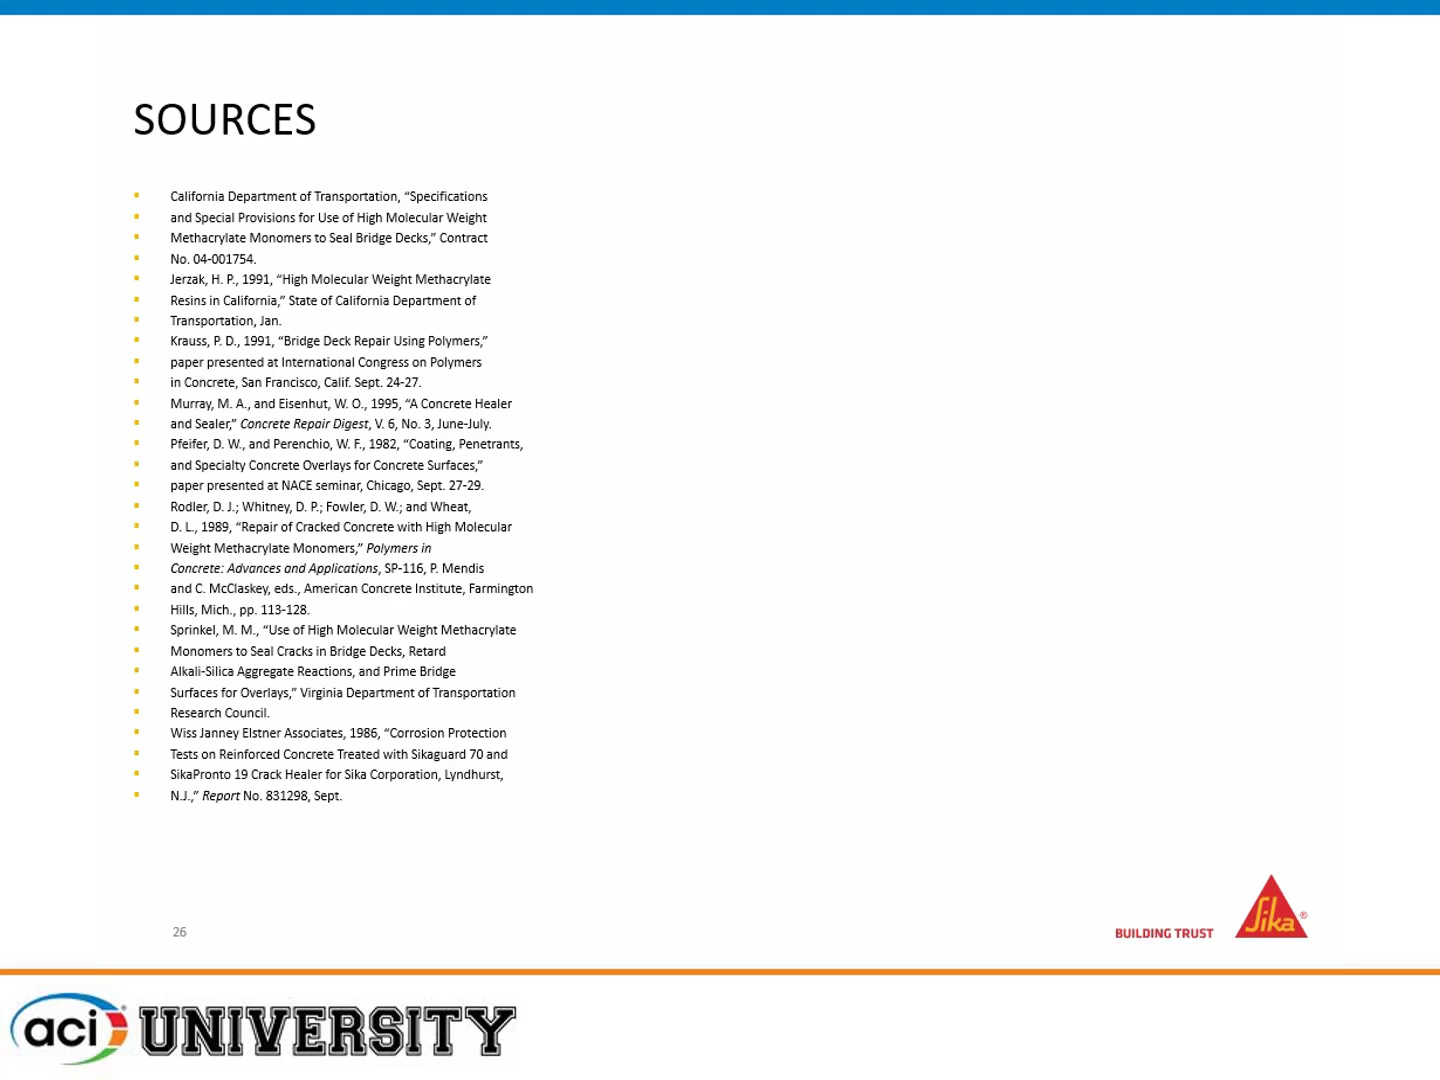 SOURCES
California Department of Transportation, “Specifications
and Special Provisions for Use of High Molecular Weight
Methacrylate Monomers to Seal Bridge Decks,” Contract
No. 04-001754.
Jerzak, H. P., 1991, “High Molecular Weight Methacrylate
Resins in California,” State of California Department of
Transportation, Jan.
Krauss, P. D., 1991, “Bridge Deck Repair Using Polymers,”
paper presented at International Congress on Polymers
in Concrete, San Francisco, Calif. Sept. 24-27.
Murray, M. A., and Eisenhut, W. O., 1995, “A Concrete Healer
and Sealer,” Concrete Repair Digest, V. 6, No. 3, June-July.
Pfeifer, D. W., and Perenchio, W. F., 1982, “Coating, Penetrants,
and Specialty Concrete Overlays for Concrete Surfaces,”
paper presented at NACE seminar, Chicago, Sept. 27-29.
Rodler, D. J.; Whitney, D. P.; Fowler, D. W.; and Wheat,
D. L., 1989, “Repair of Cracked Concrete with High Molecular
Weight Methacrylate Monomers,” Polymers in
Concrete: Advances and Applications, SP-116, P. Mendis
and C. McClaskey, eds., American Concrete Institute, Farmington
Hills, Mich., pp. 113-128.
Sprinkel, M. M., “Use of High Molecular Weight Methacrylate
Monomers to Seal Cracks in Bridge Decks, Retard
Alkali-Silica Aggregate Reactions, and Prime Bridge
Surfaces for Overlays,” Virginia Department of Transportation
Research Council.
Wiss Janney Elstner Associates, 1986, “Corrosion Protection
Tests on Reinforced Concrete Treated with Sikaguard 70 and
SikaPronto 19 Crack Healer for Sika Corporation, Lyndhurst,
N.J.,” Report No. 831298, Sept.
26
BUILDING TRUST
Sika®
aci UNIVERSITY